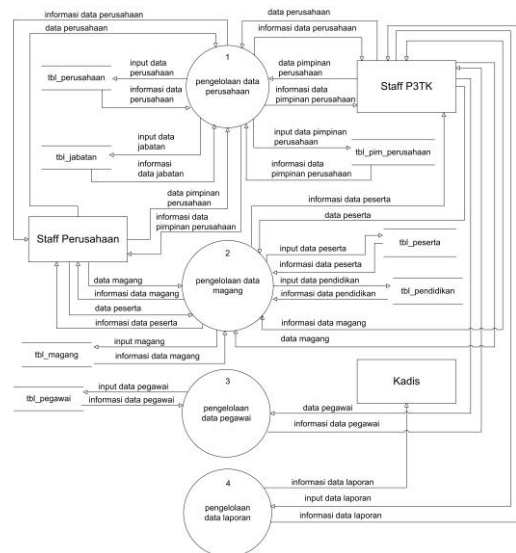 data perusahaan
informasi data perusahaan
informasi data perusahaan
data perusahaan
1
pengelolaan data
perusahaan
input data
perusahaan
tbl_perusahaan
informasi data
perusahaan
data pimpinan
perusahaan
informasi data
pimpinan perusahaan
Staff P3TK
input data
jabatan
tbl_jabatan
informasi
data jabatan
input data pimpinan
perusahaan
tbl_pim_perusahaan
informasi data
pimpinan perusahaan
data pimpinan
perusahaan
informasi data
pimpinan perusahaan
informasi data peserta
data peserta
Staff Perusahaan
2
pengelolaan data
magang
input data peserta
tbl_peserta
informasi data peserta
data magang
informasi data magang
input data pendidikan
tbl_pendidikan
informasi data pendidikan
data peserta
informasi data peserta
informasi data magang
data magang
input magang
tbl_magang
informasi data magang
Kadis
3
pengelolaan
data pegawai
input data pegawai
tbl_pegawai
informasi data pegawai
data pegawai
informasi data pegawai
4
pengelolaan
data laporan
informasi data laporan
input data laporan
informasi data laporan